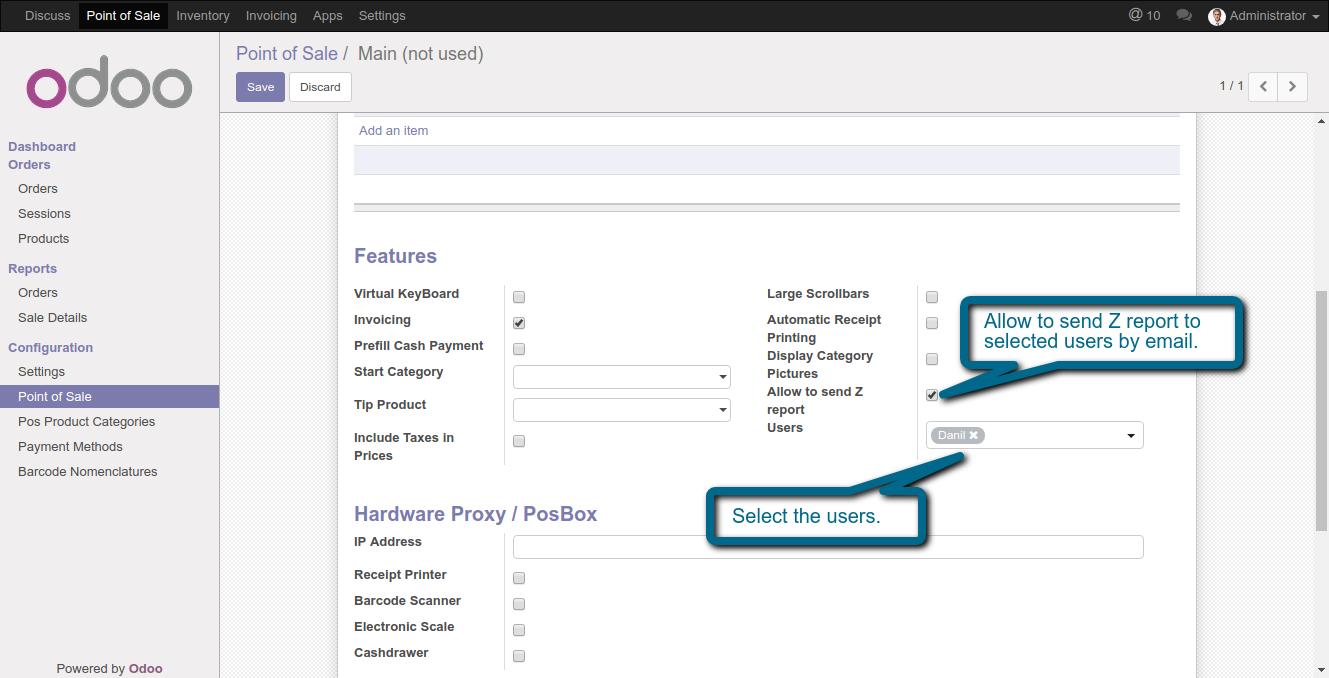 Discuss Point of Sale Inventory Invoicing Apps Settings @ 10 Administrator
odoo
Dashboard
Orders
Orders
Sessions
Products
Reports
Orders
Sale Details
Configuration
Settings
Point of Sale
Pos Product Categories
Payment Methods
Barcode Nomenclatures
Powered by Odoo
Point of Sale / Main (not used)
Save Discard 1 / 1
Add an item
Features
Virtual KeyBoard
Invoicing
Prefill Cash Payment
Start Category
Tip Product
Include Taxes in
Prices
Large Scrollbars
Automatic Receipt
Printing
Display Category
Pictures
Allow to send Z
report
Users
Danil
Allow to send Z report to
selected users by email.
Select the users.
Hardware Proxy / PosBox
IP Address
Receipt Printer
Barcode Scanner
Electronic Scale
Cashdrawer